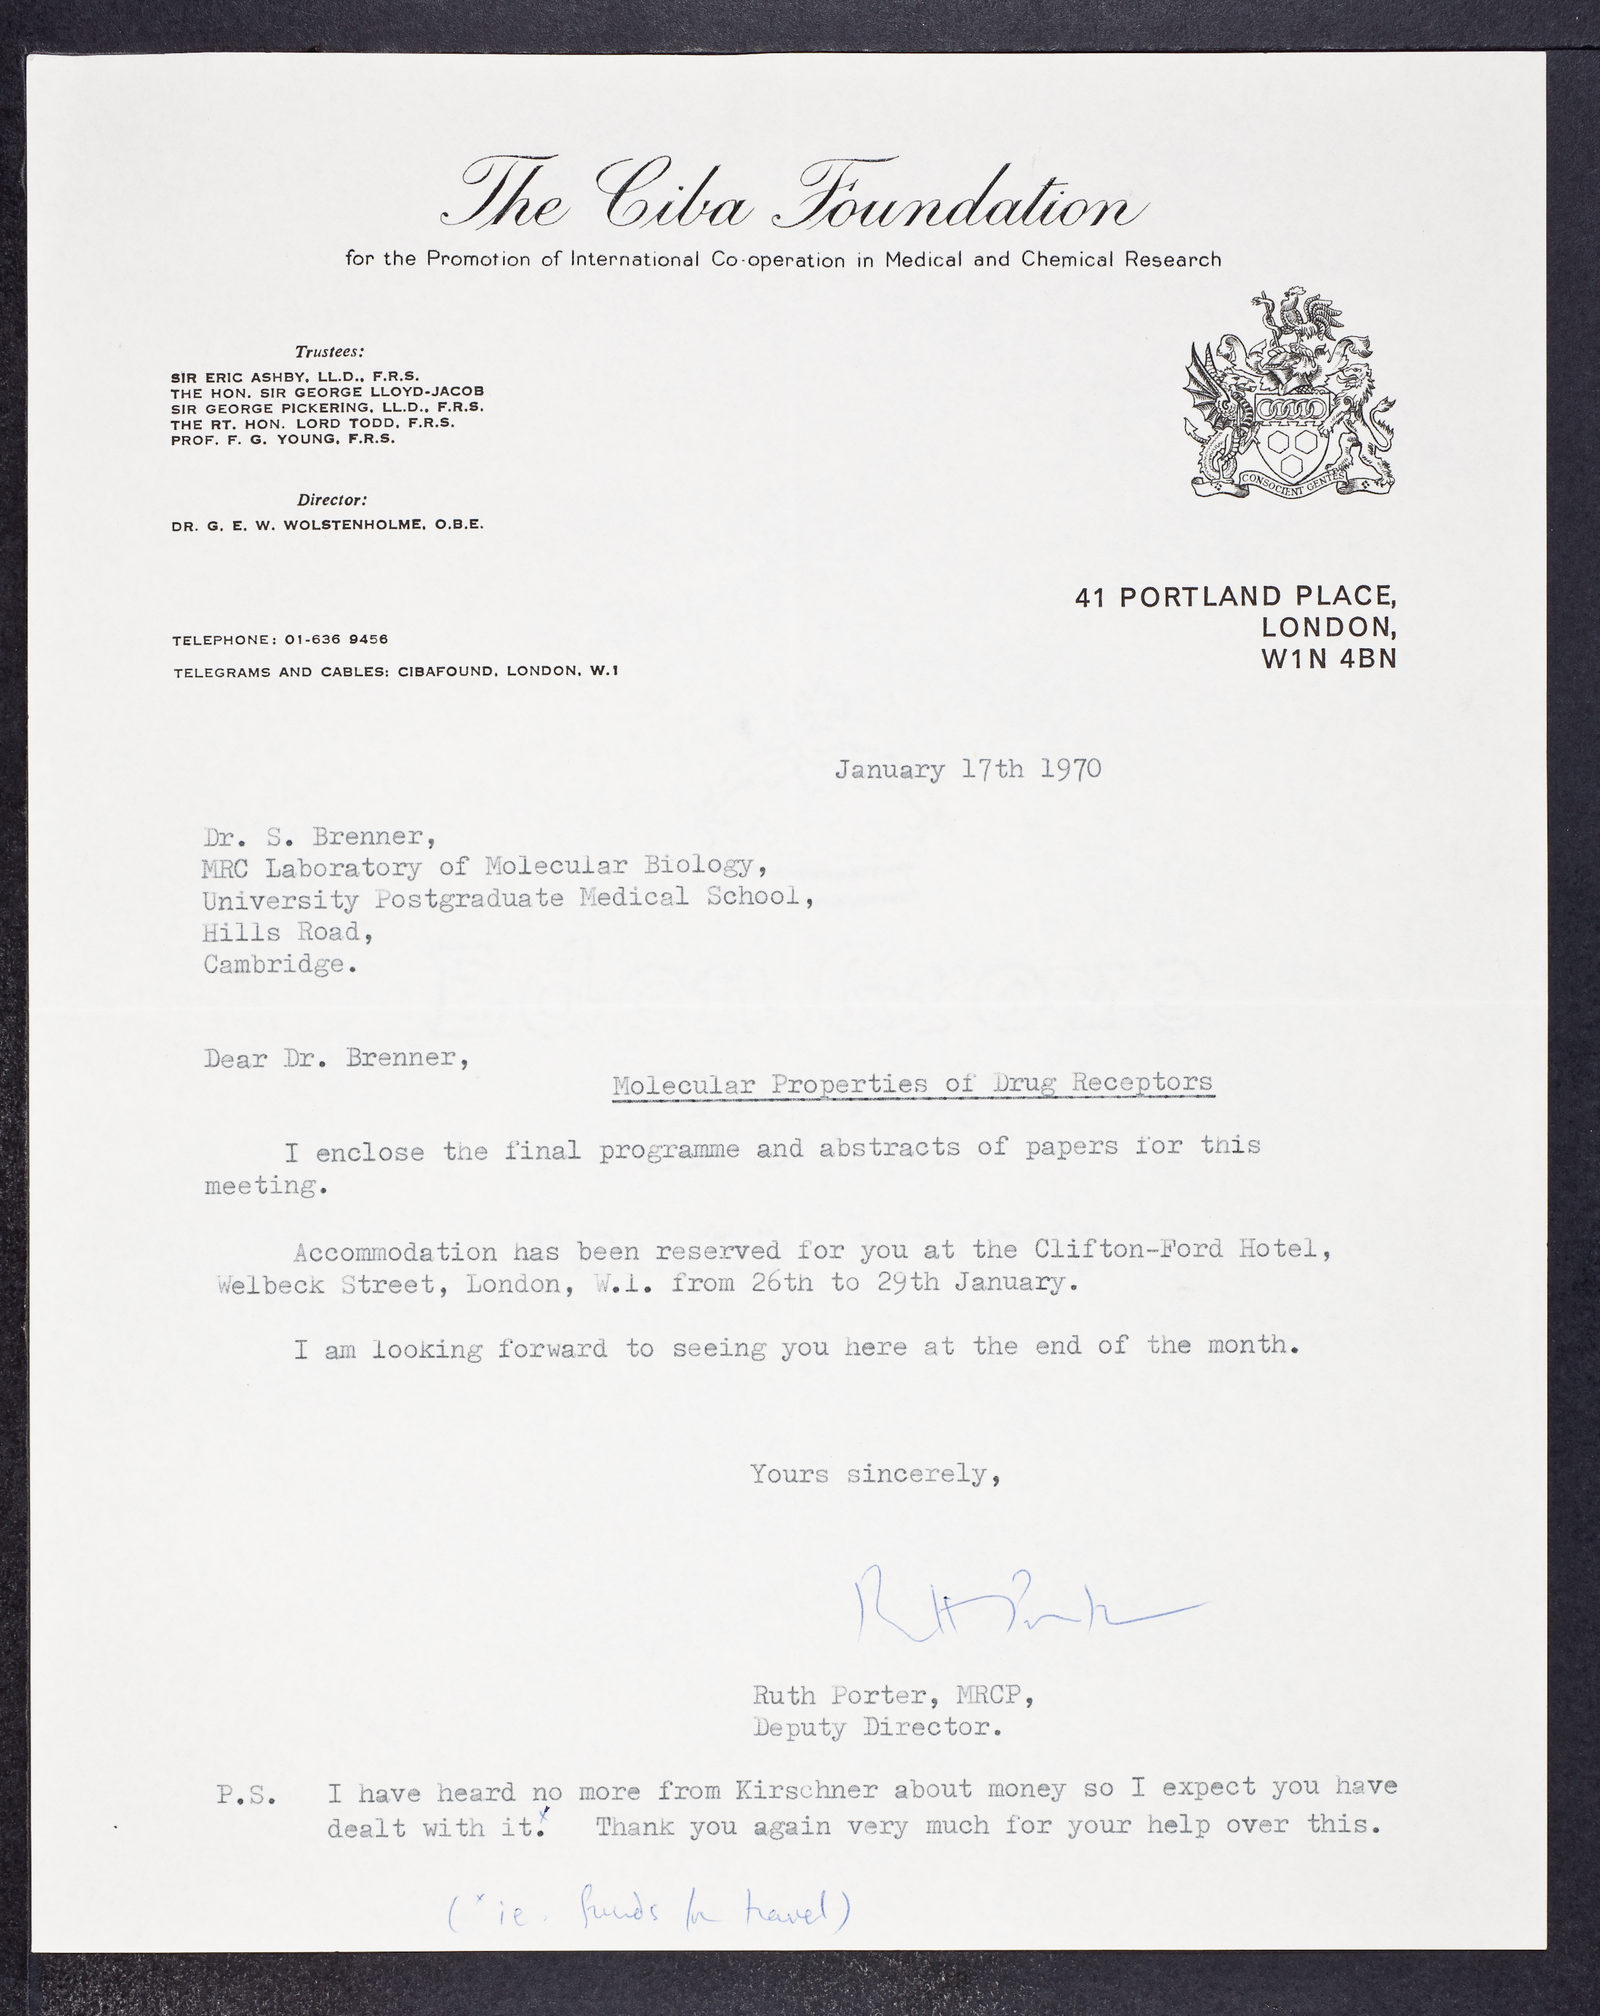 The Ciba Foundation
for the Promotion of International Co-operation in Medical and Chemical Research
Trustees:
SIR ERIC ASHBY, LL.D., F.R.S.
THE HON. SIR GEORGE LLOYD-JACOB
SIR GEORGE PICKERING, LL.D., F.R.S.
THE RT. HON. LORD TODD, F.R.S.
PROF. F. G. YOUNG, F.R.S.
Director:
DR. G. E. W. WOLSTENHOLME, O.B.E.
CONSOCIENT GENTES
TELEPHONE: 01-636 9456
TELEGRAMS AND CABLES: CIBAFOUND, LONDON, W.1
41 PORTLAND PLACE,
LONDON,
W1N 4BN
January 17th 1970
Dr. S. Brenner,
MRC Laboratory of Molecular Biology,
University Postgraduate Medical School,
Hills Road,
Cambridge.
Dear Dr. Brenner,
Molecular Properties of Drug Receptors
I enclose the final programme and abstracts of papers for this
meeting.
Accommodation has been reserved for you at the Clifton-Ford Hotel,
Welbeck Street, London, W.1. from 26th to 29th January.
I am looking forward to seeing you here at the end of the month.
Yours sincerely,
Ruth Porter
Ruth Porter, MRCP,
Deputy Director.
P.S. I have heard no more from Kirschner about money so I expect you have
dealt with it.x Thank you again very much for your help over this.
(x ie. funds for travel)